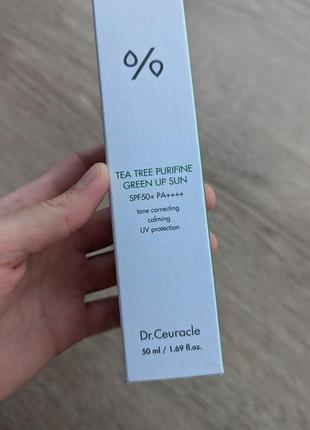 TEA TREE PURIFINE
GREEN UP SUN
SPF50+ PA++++
tone correcting
calming
UV protection
Dr.Ceuracle
50 ml / 1.69 fl.oz.